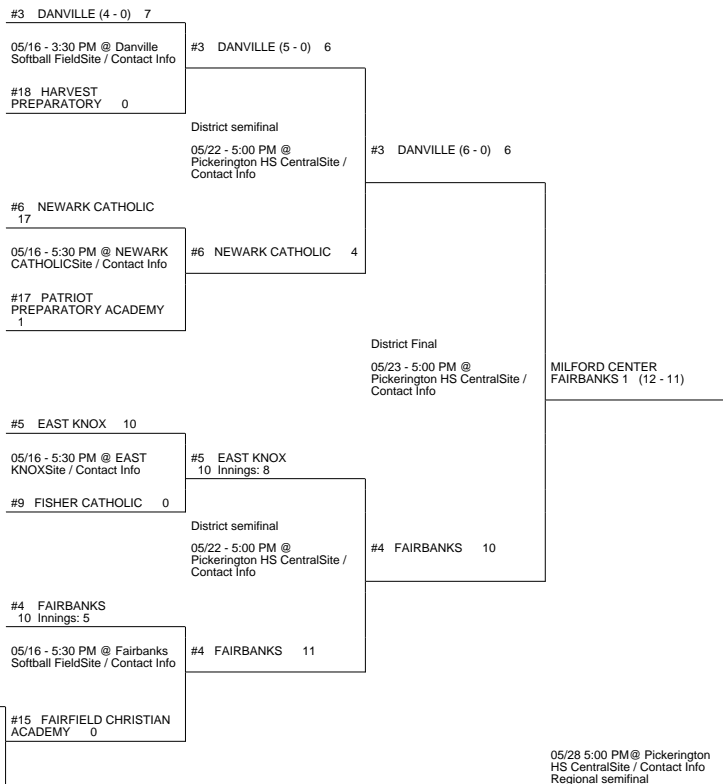 #3 DANVILLE (4 - 0) 7
05/16 - 3:30 PM @ Danville
Softball FieldSite / Contact Info
#18 HARVEST
PREPARATORY 0
#3 DANVILLE (5 - 0) 6
District semifinal
05/22 - 5:00 PM @
Pickerington HS CentralSite /
Contact Info
#3 DANVILLE (6 - 0) 6
#6 NEWARK CATHOLIC
17
05/16 - 5:30 PM @ NEWARK
CATHOLICSite / Contact Info
#6 NEWARK CATHOLIC 4
#17 PATRIOT
PREPARATORY ACADEMY
1
District Final
05/23 - 5:00 PM @
Pickerington HS CentralSite /
Contact Info
MILFORD CENTER
FAIRBANKS 1 (12 - 11)
#5 EAST KNOX 10
05/16 - 5:30 PM @ EAST
KNOXSite / Contact Info
#9 FISHER CATHOLIC 0
#5 EAST KNOX
10 Innings: 8
District semifinal
05/22 - 5:00 PM @
Pickerington HS CentralSite /
Contact Info
#4 FAIRBANKS 10
#4 FAIRBANKS
10 Innings: 5
05/16 - 5:30 PM @ Fairbanks
Softball FieldSite / Contact Info
#4 FAIRBANKS 11
#15 FAIRFIELD CHRISTIAN
ACADEMY 0
05/28 5:00 PM@ Pickerington
HS CentralSite / Contact Info
Regional semifinal